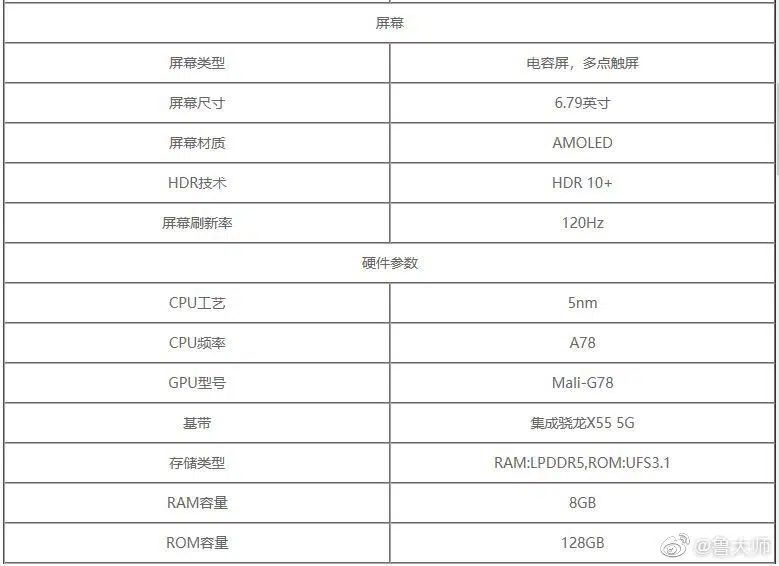 屏幕
屏幕类型 电容屏，多点触屏
屏幕尺寸 6.79英寸
屏幕材质 AMOLED
HDR技术 HDR 10+
屏幕刷新率 120Hz
硬件参数
CPU工艺 5nm
CPU频率 A78
GPU型号 Mali-G78
基带 集成骁龙X55 5G
存储类型 RAM:LPDDR5,ROM:UFS3.1
RAM容量 8GB
ROM容量 128GB
@鲁大师